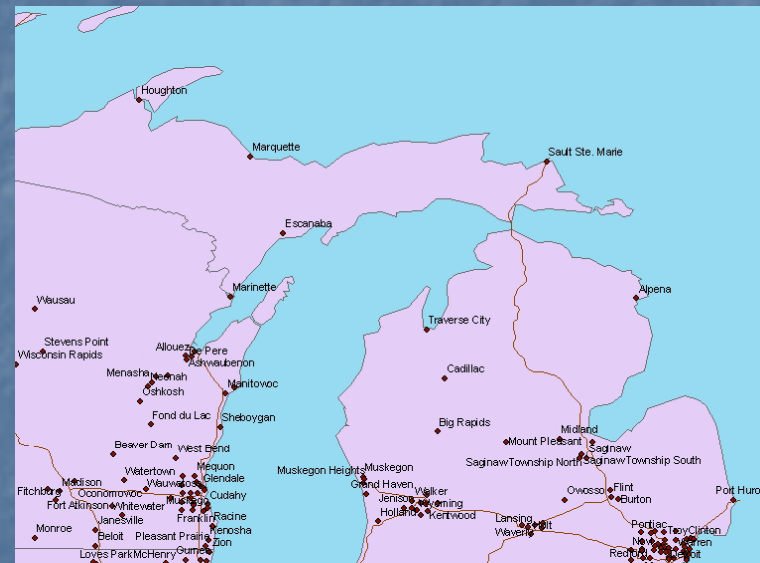 Houghton
Marquette
Sault Ste. Marie
Escanaba
Marinette
Alpena
Wausau
Traverse City
Stevens Point
Allouez
De Pere
Wisconsin Rapids
Ashwaubenon
Cadillac
Menasha
Neenah
Manitovoc
Oshkosh
Fond du Lac
Sheboygan
Big Rapids
Midland
Beaver Dam
West Bend
Mount Pleasant
Saginaw
Saginaw Township North
Saginaw Township South
Mequon
Muskegon Heights
Muskegon
Watertown
Wauwatosa
Glendale
Madison
Grand Haven
Walker
Owosso
Flint
Port Huro
Fitchburg
Oconomowoc
Cudahy
Jenison
Wyoming
Burton
Fort Atkinson
Whitewater
Muskego
Holland
Kentwood
Janesville
Franklin
Racine
Lansing
Holt
Pontiac
Troy
Clinton
Monroe
Beloit
Pleasant Prairie
Kenosha
Waverly
Warren
Zion
Loves Park
McHenry
Gurnee
Redford
Detroit